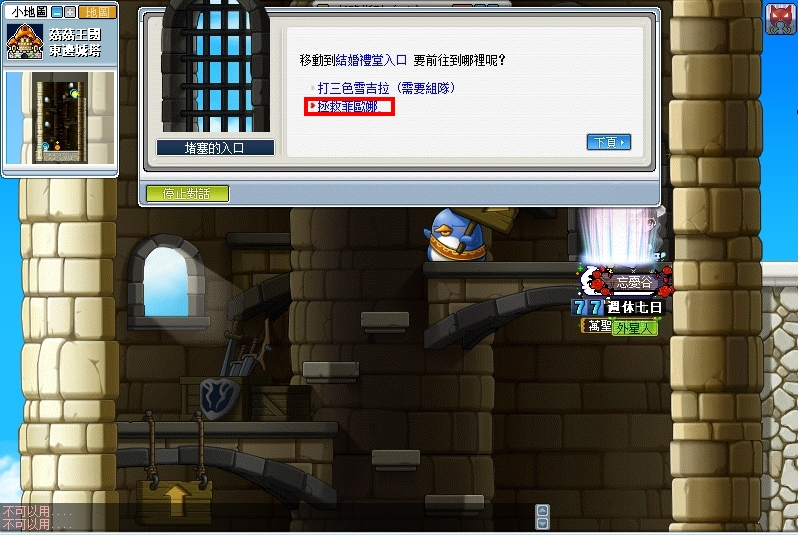 小地圖
地圖
菇菇王國
東邊城塔
移動到結婚禮堂入口 要前往到哪裡呢?
打三色雪吉拉 (需要組隊)
拯救菲歐娜
下頁
堵塞的入口
停止對話
忘憂谷
77週休七日
萬聖
外星人
不可以用....
不可以用....